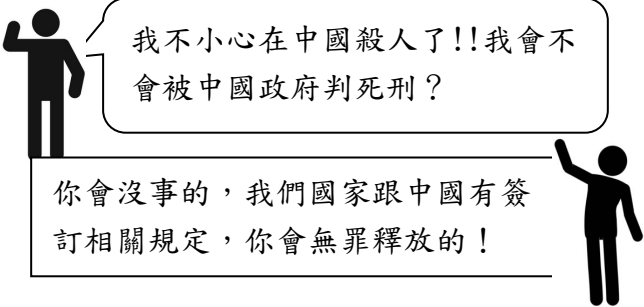 我不小心在中國殺人了!!我會不
會被中國政府判死刑？
你會沒事的，我們國家跟中國有簽
訂相關規定，你會無罪釋放的！